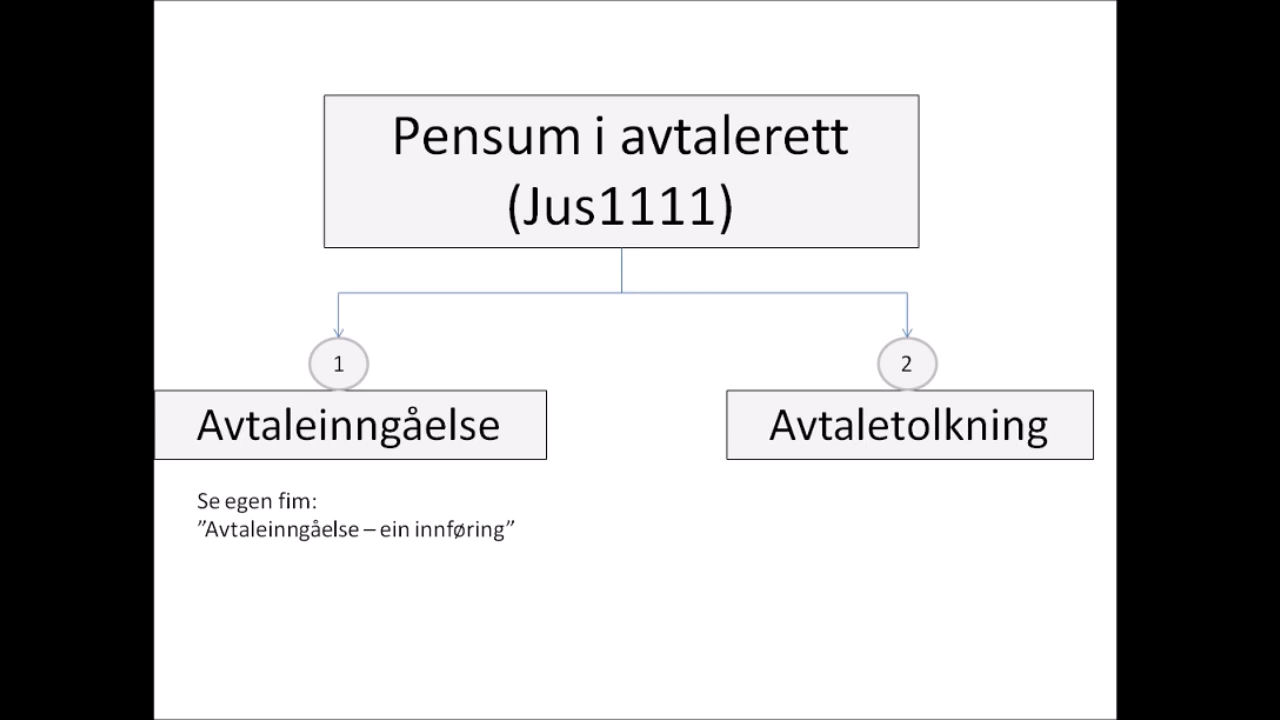 Pensum i avtalerett
(Jus1111)
1
2
Avtaleinngåelse
Avtaletolkning
Se egen fim:
”Avtaleinngåelse – ein innføring”